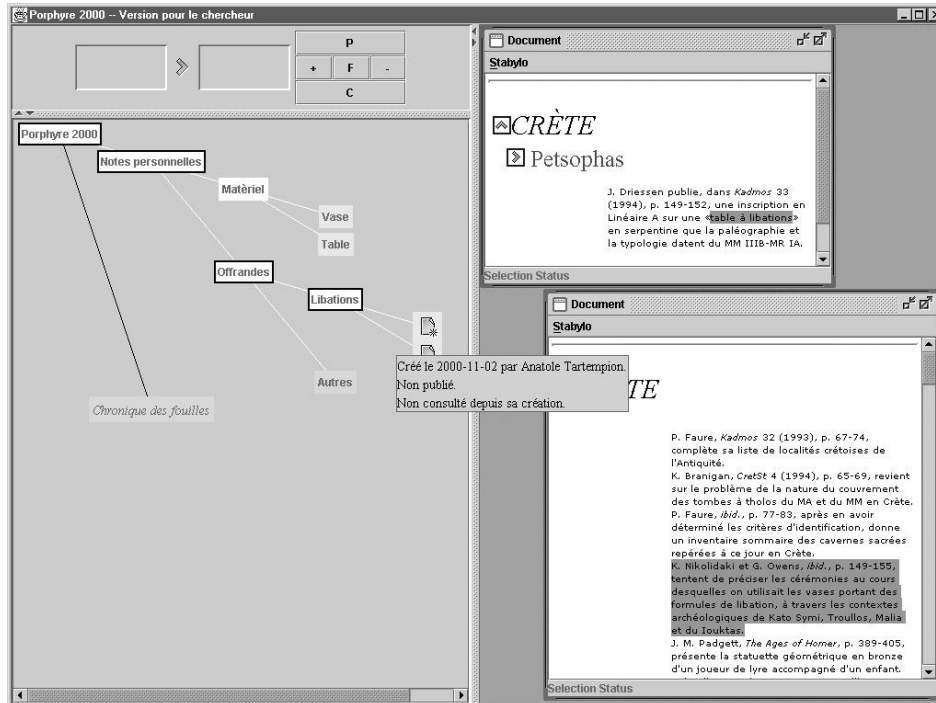 Porphyre 2000 -- Version pour le chercheur
P
+ F -
C
Porphyre 2000
Notes personnelles
Matèriel
Vase
Table
Offrandes
Libations
Autres
Chronique des fouilles
Créé le 2000-11-02 par Anatole Tartempion.
Non publié.
Non consulté depuis sa création.
Document
Stabylo
CRÈTE
Petsophas
J. Driessen publie, dans Kadmos 33
(1994), p. 149-152, une inscription en
Linéaire A sur une «table à libations»
en serpentine que la paléographie et
la typologie datent du MM IIIB-MR IA.
Selection Status
Document
Stabylo
TE
P. Faure, Kadmos 32 (1993), p. 67-74,
complète sa liste de localités crétoises de
l'Antiquité.
K. Branigan, CretSt 4 (1994), p. 65-69, revient
sur le problème de la nature du couvrement
des tombes à tholos du MA et du MM en Crète.
P. Faure, ibid., p. 77-83, après en avoir
déterminé les critères d'identification, donne
un inventaire sommaire des cavernes sacrées
repérées à ce jour en Crète.
K. Nikolidaki et G. Owens, ibid., p. 149-155,
tentent de préciser les cérémonies au cours
desquelles on utilisait les vases portant des
formules de libation, à travers les contextes
archéologiques de Kato Symi, Troullos, Malia
et du Iouktas.
J. M. Padgett, The Ages of Homer, p. 389-405,
présente la statuette géométrique en bronze
d'un joueur de lyre accompagné d'un enfant.
Selection Status